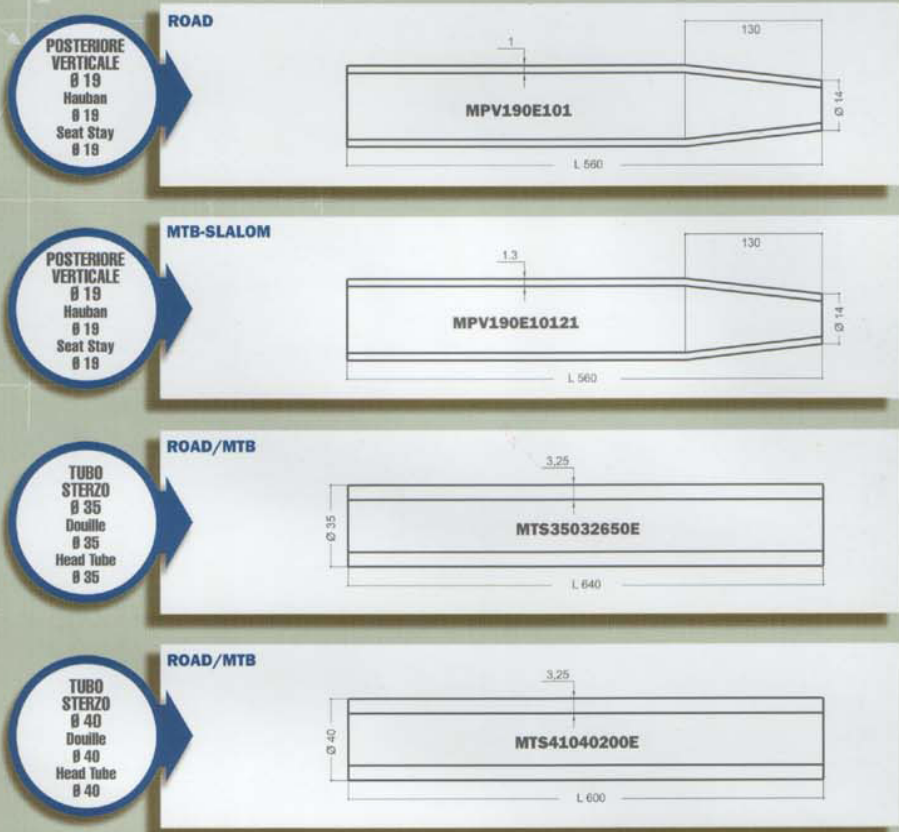 POSTERIORE
VERTICALE
Ø 19
Hauban
Ø 19
Seat Stay
Ø 19
ROAD
1
130
MPV190E101
Ø 14
L 560
POSTERIORE
VERTICALE
Ø 19
Hauban
Ø 19
Seat Stay
Ø 19
MTB-SLALOM
1.3
130
MPV190E10121
Ø 14
L 560
TUBO
STERZO
Ø 35
Douille
Ø 35
Head Tube
Ø 35
ROAD/MTB
3,25
Ø 35
MTS35032650E
L 640
TUBO
STERZO
Ø 40
Douille
Ø 40
Head Tube
Ø 40
ROAD/MTB
3,25
Ø 40
MTS41040200E
L 600